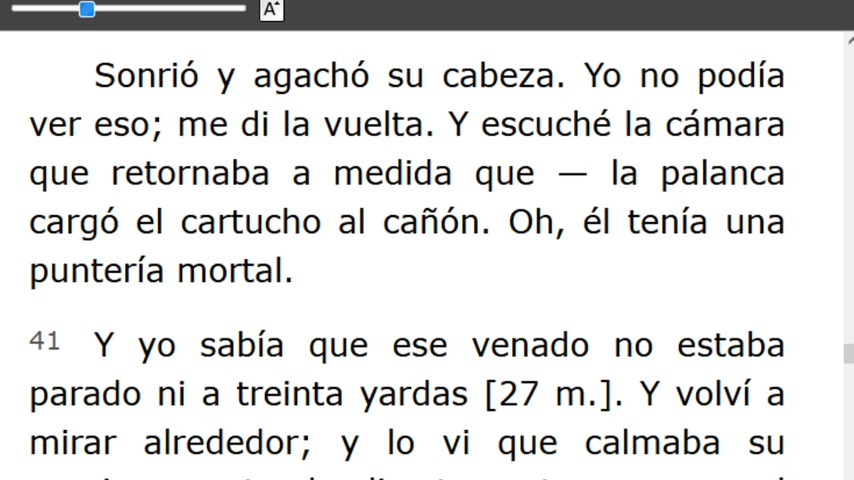 A
Sonrió y agachó su cabeza. Yo no podía
ver eso; me di la vuelta. Y escuché la cámara
que retornaba a medida que — la palanca
cargó el cartucho al cañón. Oh, él tenía una
puntería mortal.
41 Y yo sabía que ese venado no estaba
parado ni a treinta yardas [27 m.]. Y volví a
mirar alrededor; y lo vi que calmaba su